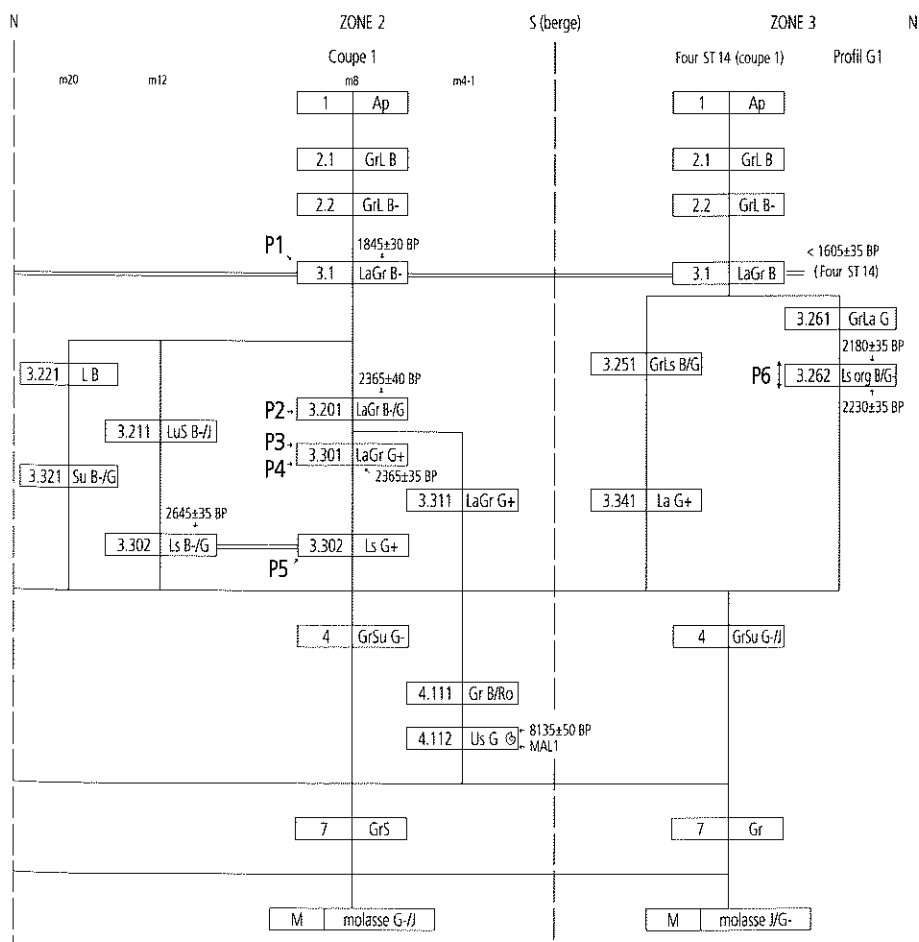 N ZONE 2 S (berge) ZONE 3 N
Coupe 1 Four ST 14 (coupe 1) Profil G1
m20 m12 m8 m4-1
1 Ap 1 Ap
2.1 GrL B 2.1 GrL B
2.2 GrL B- 2.2 GrL B-
P1 1845±30 BP < 1605±35 BP
3.1 LaGr B- 3.1 LaGr B (Four ST 14)
3.261 GrLa G
2180±35 BP
3.221 L B 3.251 GrLs B/G P6 3.262 Ls org B/G-
2365±40 BP 2230±35 BP
P2 3.201 LaGr B-/G
3.211 LuS B-/J
P3
P4 3.301 LaGr G+
3.321 Su B-/G 2365±35 BP
3.311 LaGr G+ 3.341 La G+
2645±35 BP
3.302 Ls B-/G 3.302 Ls G+
P5
4 GrSu G- 4 GrSu G-/J
4.111 Gr B/Ro
4.112 Us G 8135±50 BP
MAL1
7 GrS 7 Gr
M molasse G-/J M molasse J/G-